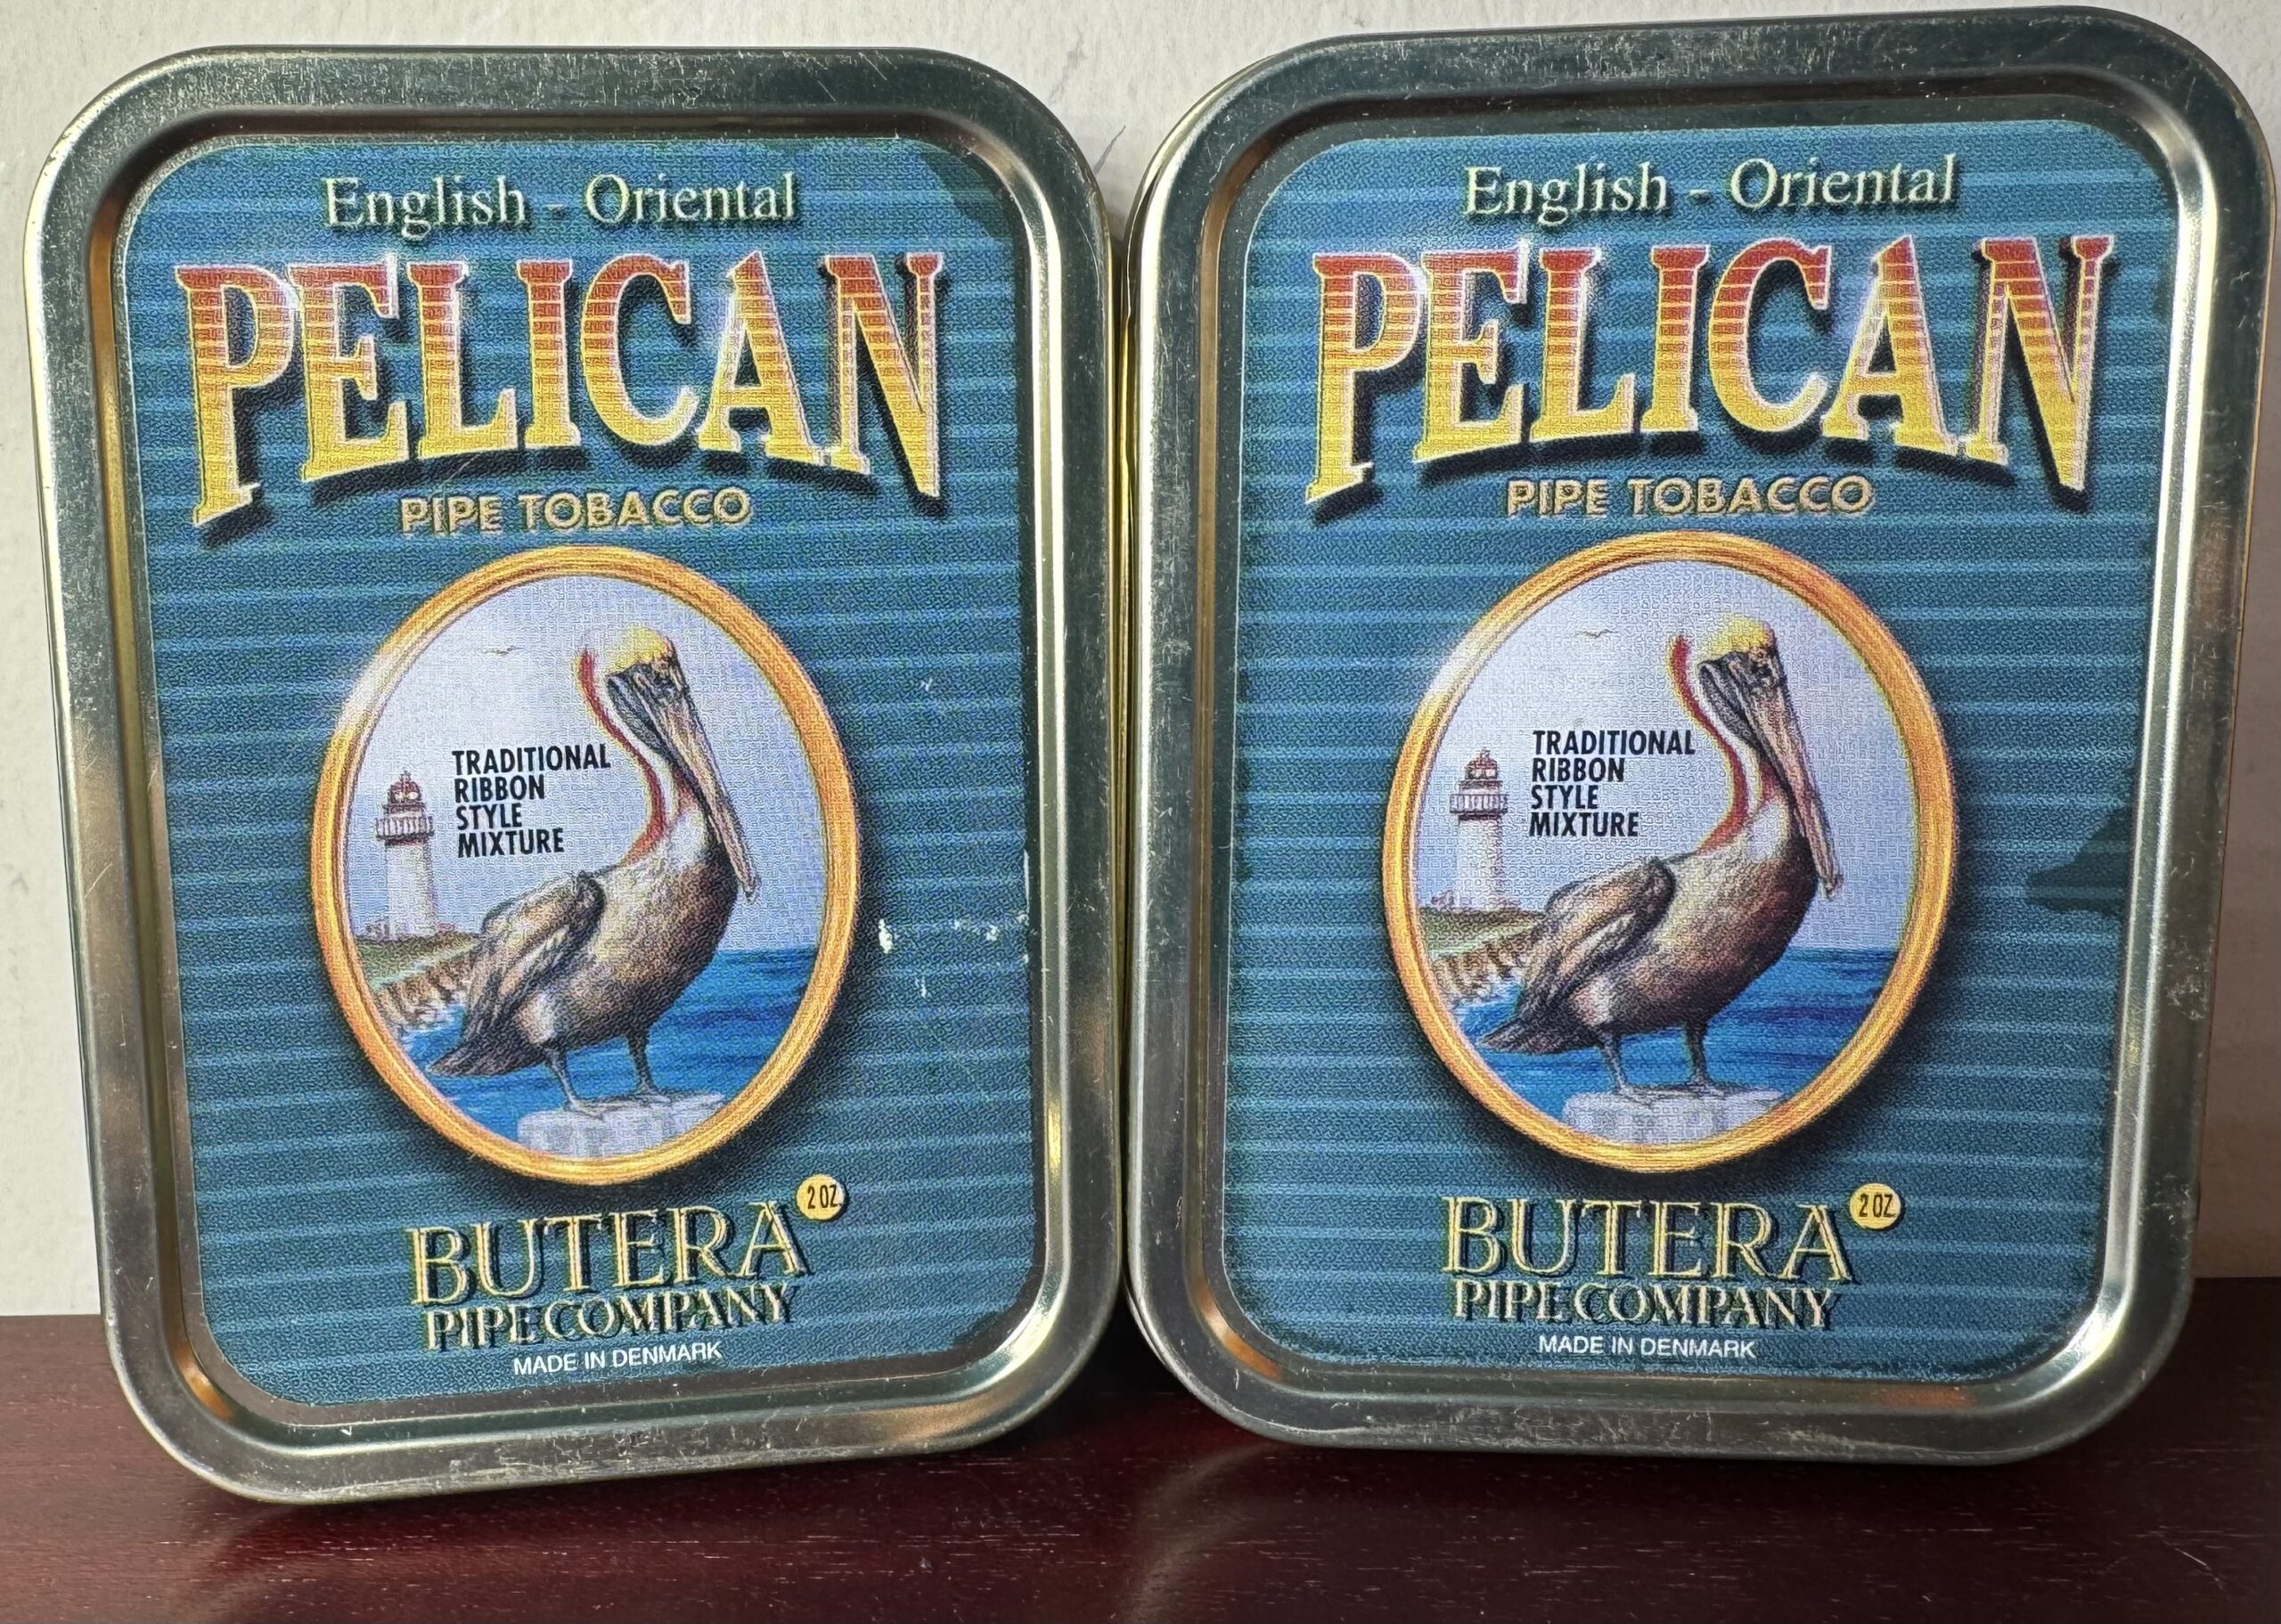 English - Oriental
PELICAN
PIPE TOBACCO
TRADITIONAL
RIBBON
STYLE
MIXTURE
2 OZ.
BUTERA
PIPE COMPANY
MADE IN DENMARK
English - Oriental
PELICAN
PIPE TOBACCO
TRADITIONAL
RIBBON
STYLE
MIXTURE
2 OZ.
BUTERA
PIPE COMPANY
MADE IN DENMARK